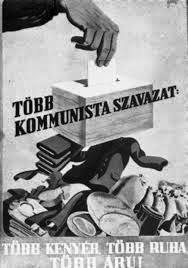 TÖBB
KOMMUNISTA SZAVAZAT:
TÖBB KENYÉR, TÖBB RUHA
TÖBB ÁRU!